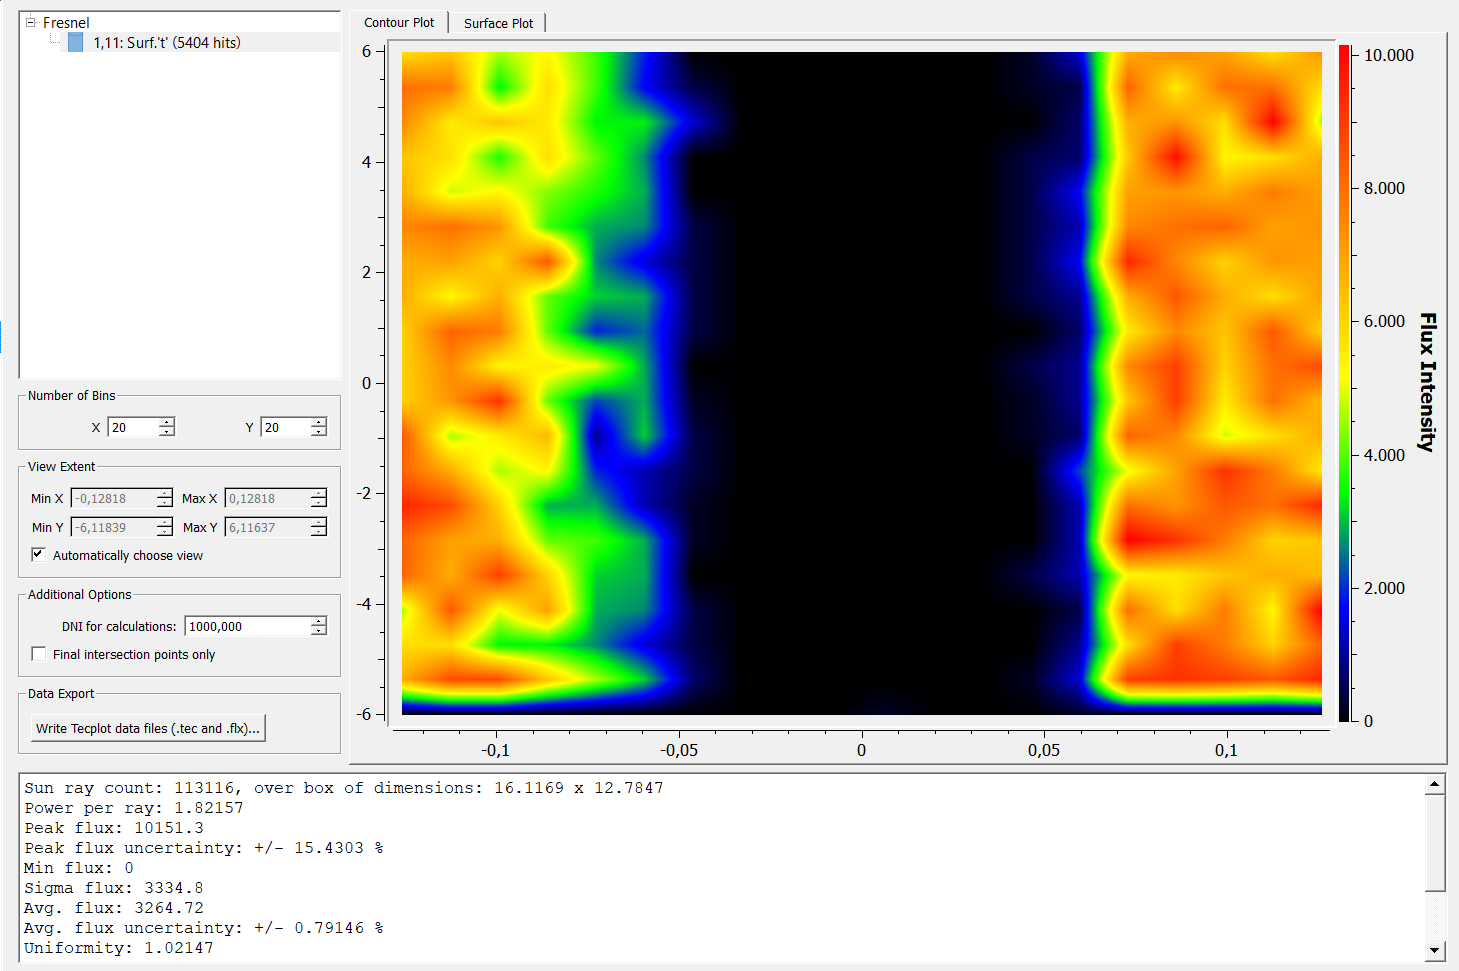 Fresnel
1,11: Surf.'t' (5404 hits)
Number of Bins
X 20 Y 20
View Extent
Min X -0,12818 Max X 0,12818
Min Y -6,11839 Max Y 6,11637
Automatically choose view
Additional Options
DNI for calculations: 1000,000
Final intersection points only
Data Export
Write Tecplot data files (.tec and .flx)...
Contour Plot Surface Plot
6
4
2
0
-2
-4
-6
-0,1 -0,05 0 0,05 0,1
10.000
8.000
6.000
4.000
2.000
0
Flux Intensity
Sun ray count: 113116, over box of dimensions: 16.1169 x 12.7847
Power per ray: 1.82157
Peak flux: 10151.3
Peak flux uncertainty: +/- 15.4303 %
Min flux: 0
Sigma flux: 3334.8
Avg. flux: 3264.72
Avg. flux uncertainty: +/- 0.79146 %
Uniformity: 1.02147